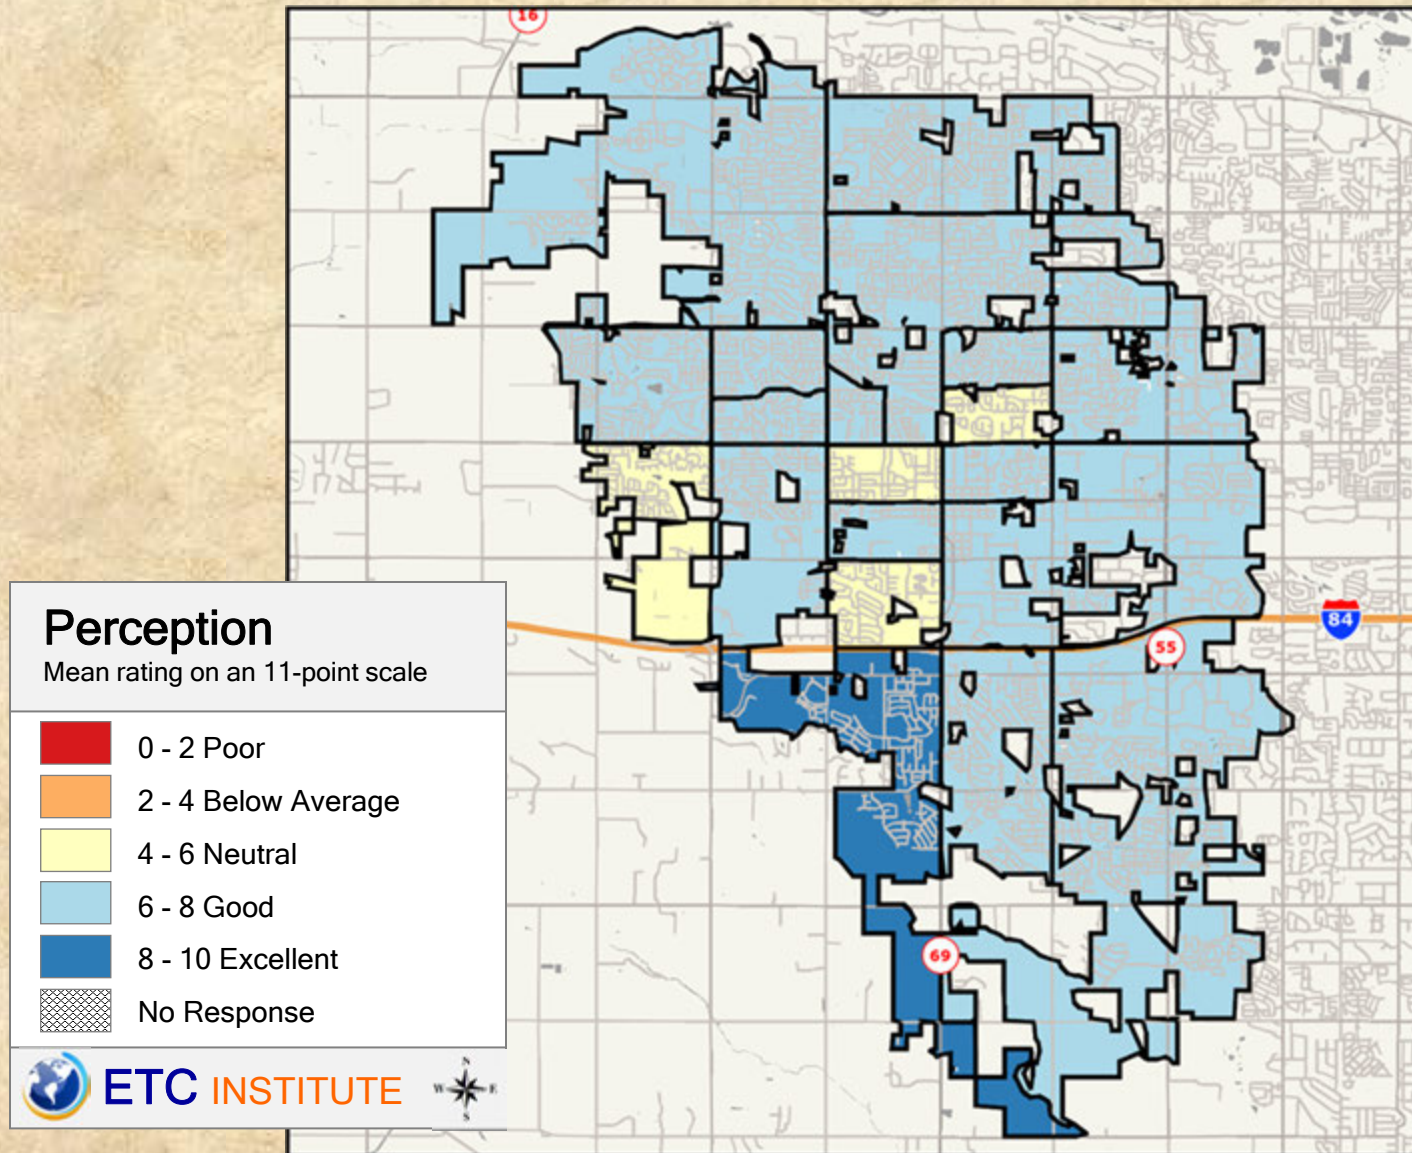 16
84
55
69
Perception
Mean rating on an 11-point scale
0 - 2 Poor
2 - 4 Below Average
4 - 6 Neutral
6 - 8 Good
8 - 10 Excellent
No Response
ETC INSTITUTE
N
W E
S